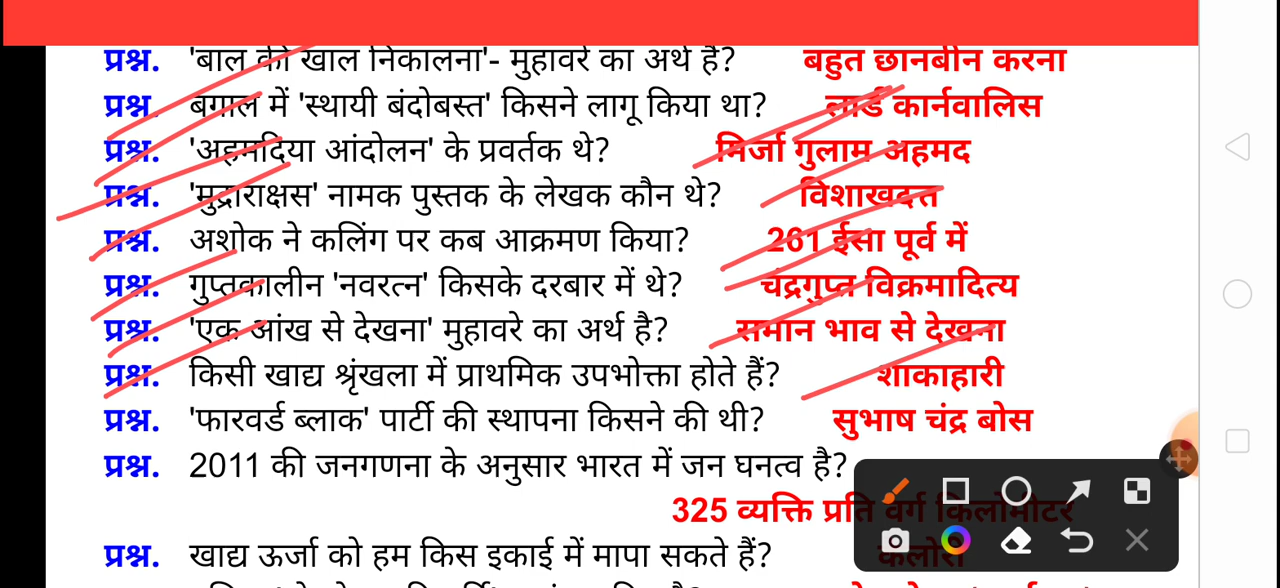 प्रश्न. 'बाल की खाल निकालना'- मुहावरे का अर्थ है? बहुत छानबीन करना
प्रश्न. बंगाल में 'स्थायी बंदोबस्त' किसने लागू किया था? लार्ड कार्नवालिस
प्रश्न. 'अहमदिया आंदोलन' के प्रवर्तक थे? मिर्जा गुलाम अहमद
प्रश्न. 'मुद्राराक्षस' नामक पुस्तक के लेखक कौन थे? विशाखदत्त
प्रश्न. अशोक ने कलिंग पर कब आक्रमण किया? 261 ईसा पूर्व में
प्रश्न. गुप्तकालीन 'नवरत्न' किसके दरबार में थे? चंद्रगुप्त विक्रमादित्य
प्रश्न. 'एक आंख से देखना' मुहावरे का अर्थ है? समान भाव से देखना
प्रश्न. किसी खाद्य श्रृंखला में प्राथमिक उपभोक्ता होते हैं? शाकाहारी
प्रश्न. 'फारवर्ड ब्लाक' पार्टी की स्थापना किसने की थी? सुभाष चंद्र बोस
प्रश्न. 2011 की जनगणना के अनुसार भारत में जन घनत्व है?
325 व्यक्ति प्रति वर्ग किलोमीटर
प्रश्न. खाद्य ऊर्जा को हम किस इकाई में मापा सकते हैं? कलोरी